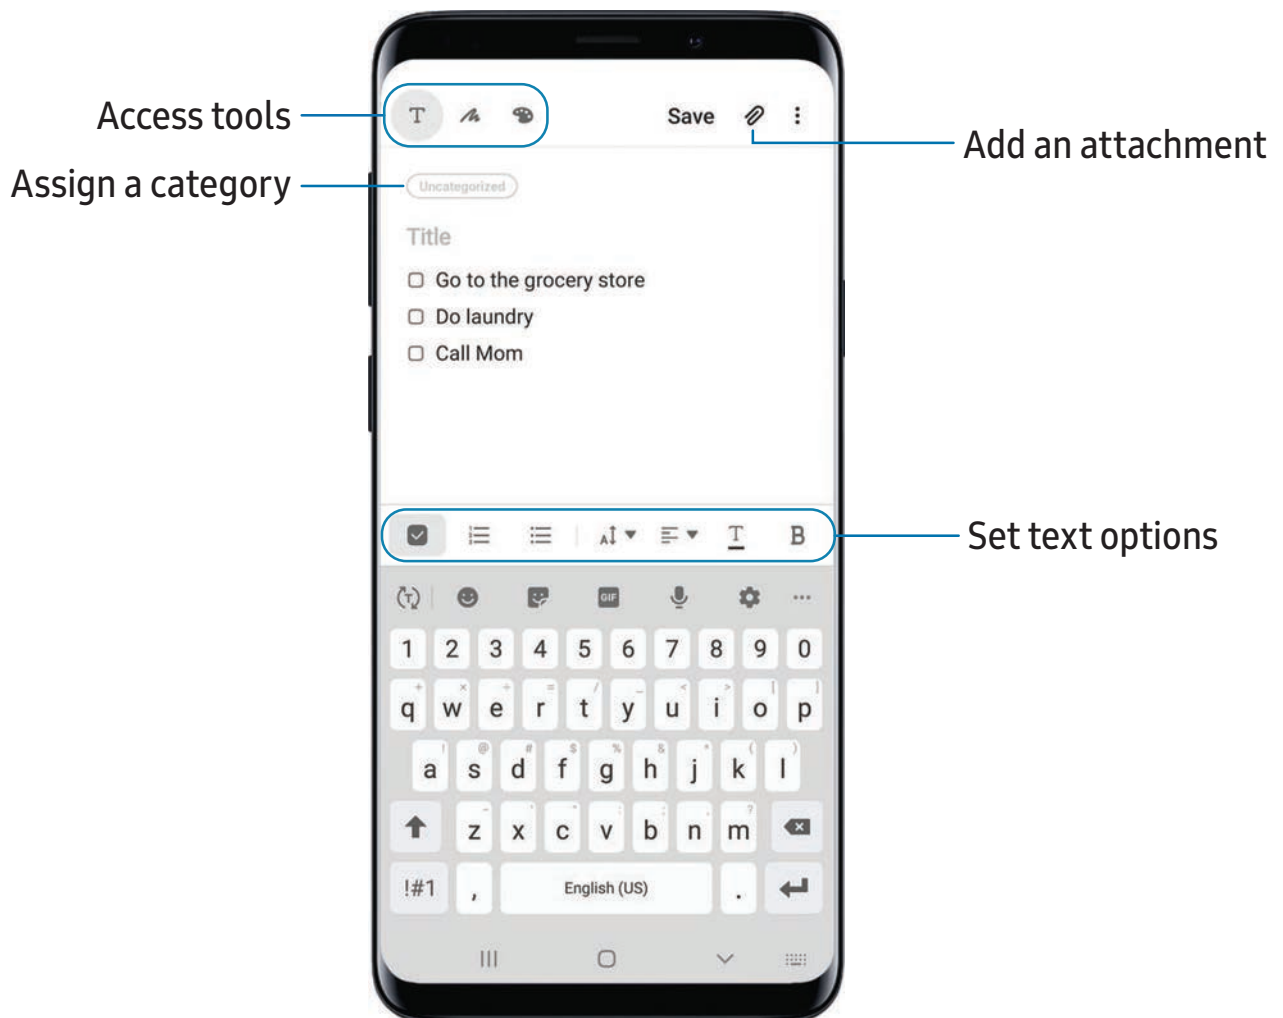 Access tools
T
Save
Add an attachment
Assign a category
Uncategorized
Title
Go to the grocery store
Do laundry
Call Mom
A T B
Set text options
T GIF
1 2 3 4 5 6 7 8 9 0
+ × ÷ = / _ < > [ ]
q w e r t y u i o p
! @ # $ % & * ( )
a s d f g h j k l
- ' " : ; , ?
z x c v b n m
!#1 , English (US) .